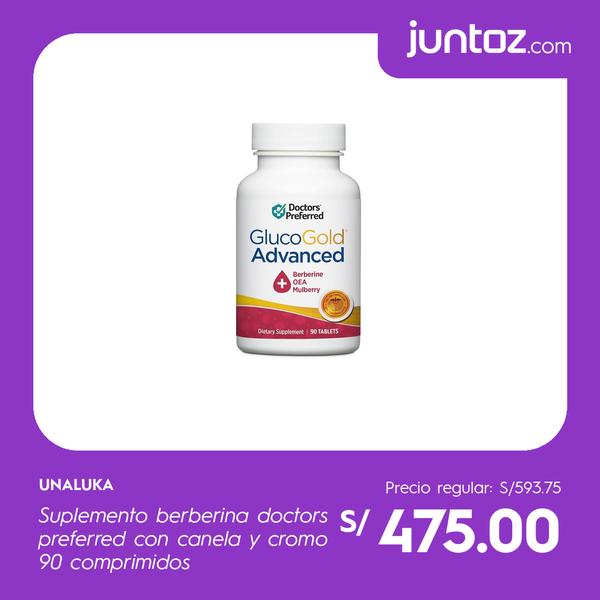 juntoz.com
Doctors'
Preferred
GlucoGold
Advanced
Berberine
OEA
Mulberry
Dietary Supplement | 90 TABLETS
UNALUKA
Precio regular: S/593.75
Suplemento berberina doctors
preferred con canela y cromo
90 comprimidos
S/ 475.00